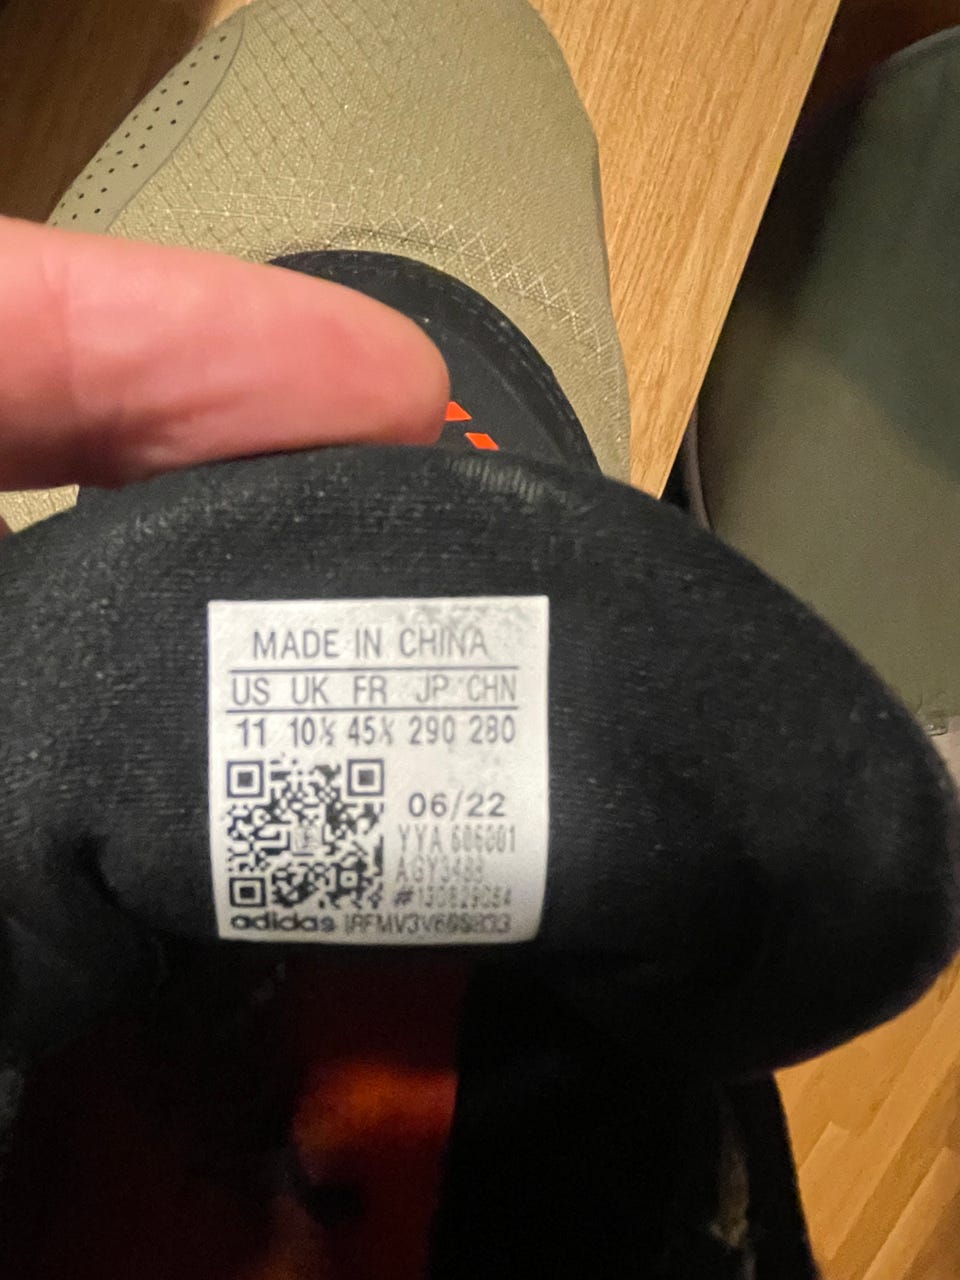 MADE IN CHINA
US UK FR JP CHN
11 10½ 45⅓ 290 280
06/22
YYA 606001
adidas